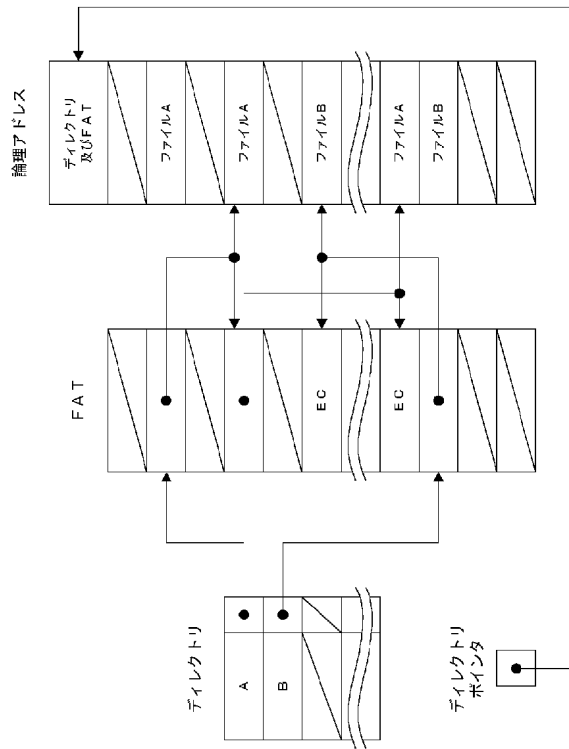 論理アドレス
ディレクトリ
及びFAT
ファイルA
ファイルA
ファイルB
ファイルA
ファイルB
FAT
EC
EC
ディレクトリ
A
B
ディレクトリ
ポインタ